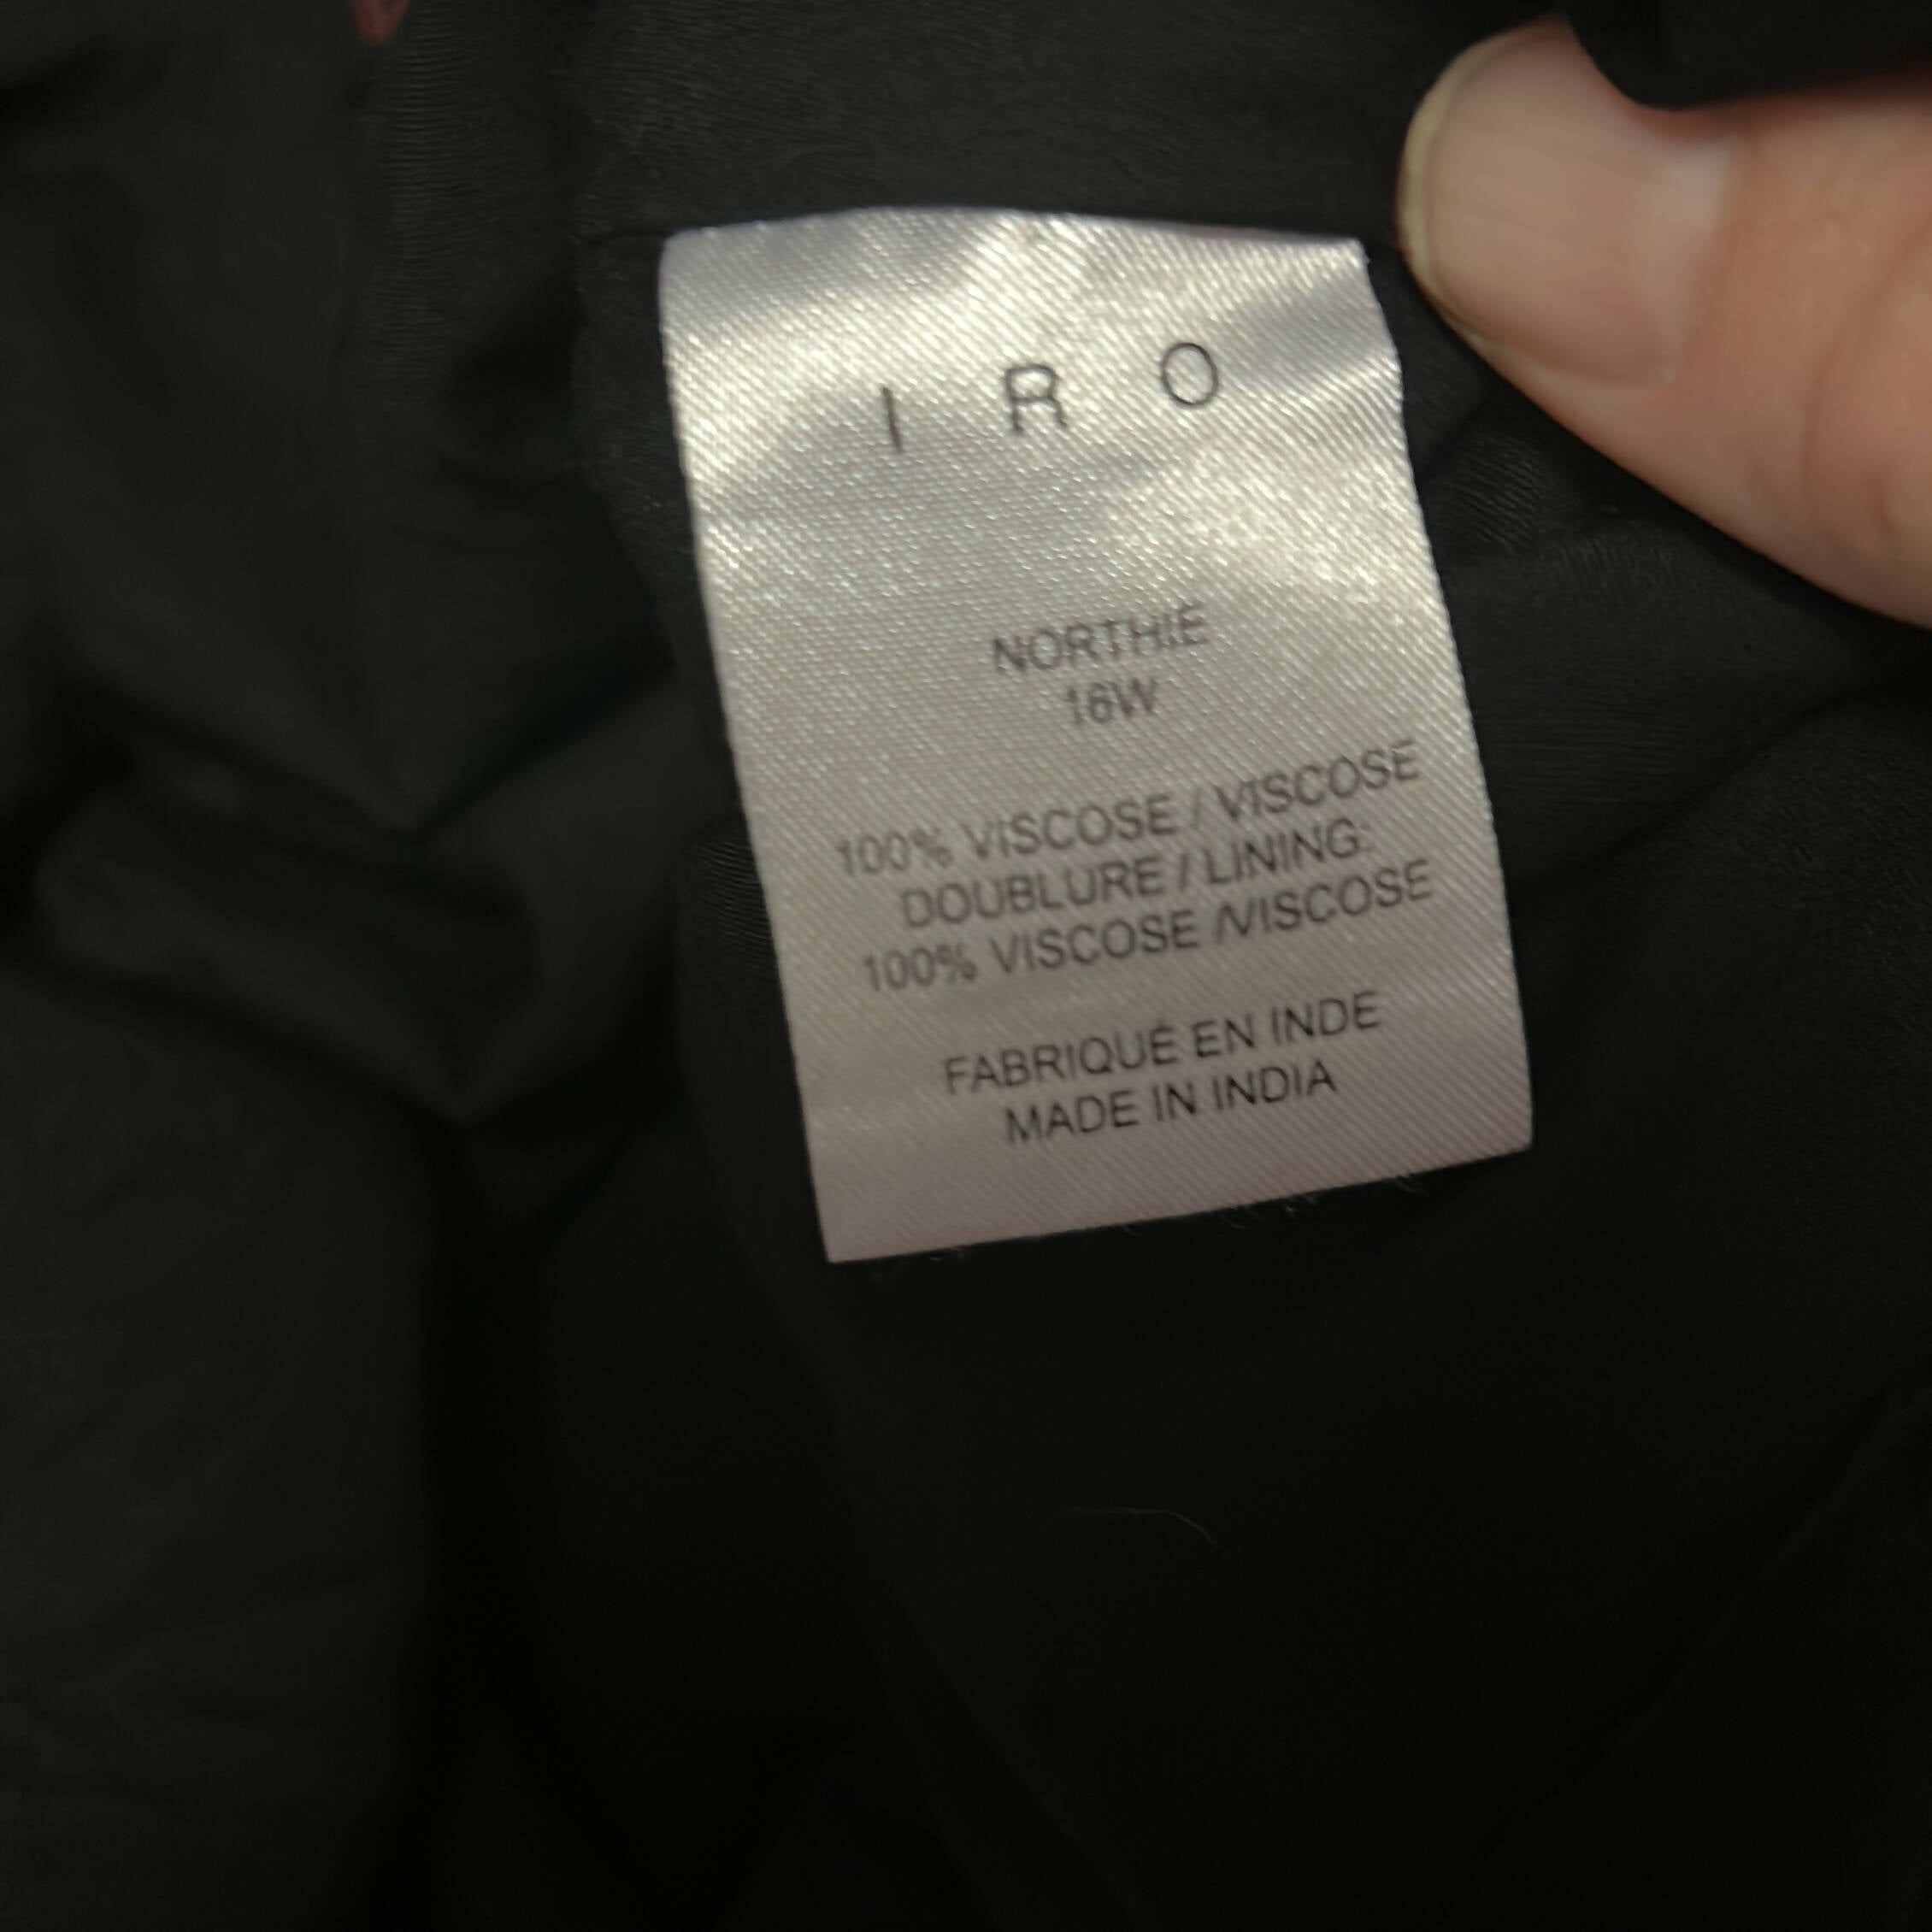 I R O
NORTHIE
16W
100% VISCOSE / VISCOSE
DOUBLURE / LINING:
100% VISCOSE /VISCOSE
FABRIQUÉ EN INDE
MADE IN INDIA